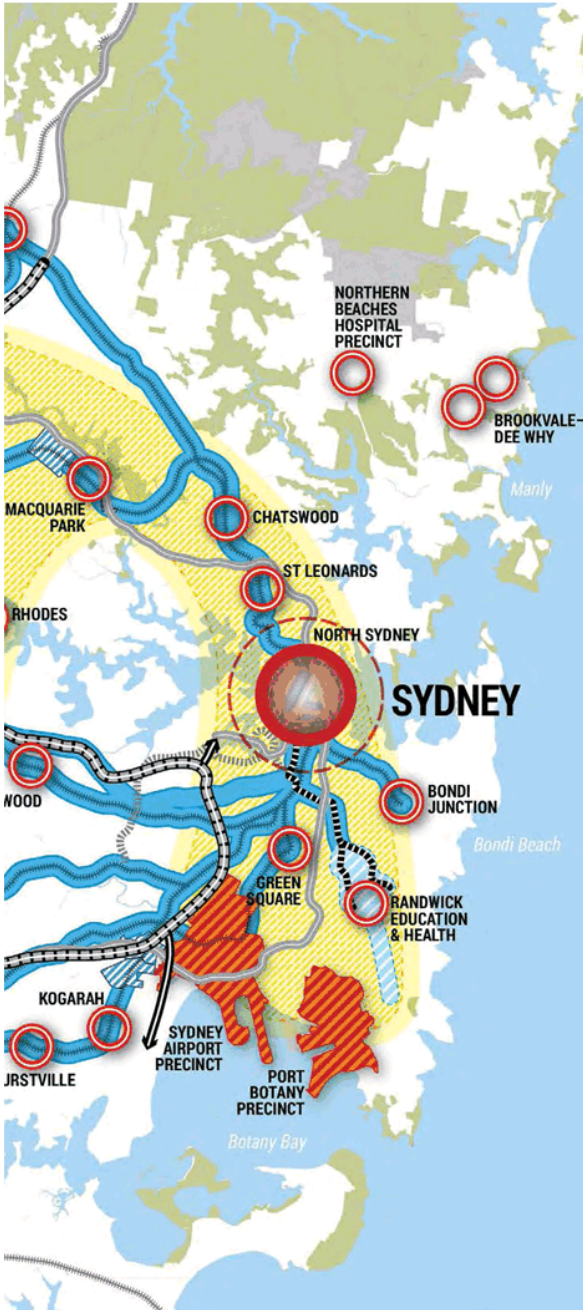 NORTHERN
BEACHES
HOSPITAL
PRECINCT
BROOKVALE–
DEE WHY
Manly
MACQUARIE
PARK
CHATSWOOD
ST LEONARDS
RHODES
NORTH SYDNEY
SYDNEY
WOOD
BONDI
JUNCTION
Bondi Beach
GREEN
SQUARE
RANDWICK
EDUCATION
& HEALTH
KOGARAH
SYDNEY
AIRPORT
PRECINCT
URSTVILLE
PORT
BOTANY
PRECINCT
Botany Bay